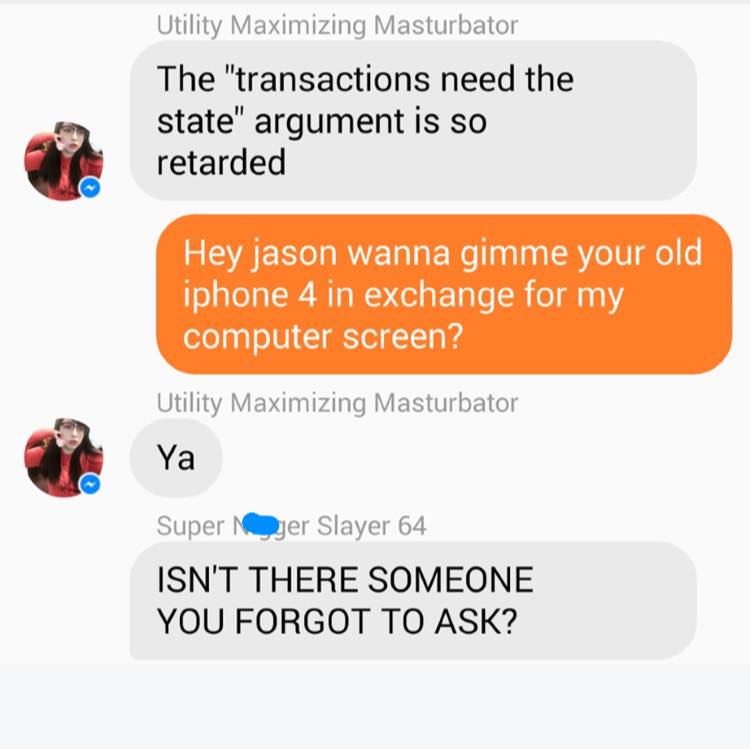 Utility Maximizing Masturbator
The "transactions need the
state" argument is so
retarded
Hey jason wanna gimme your old
iphone 4 in exchange for my
computer screen?
Utility Maximizing Masturbator
Ya
Super Slayer 64
ISN'T THERE SOMEONE
YOU FORGOT TO ASK?